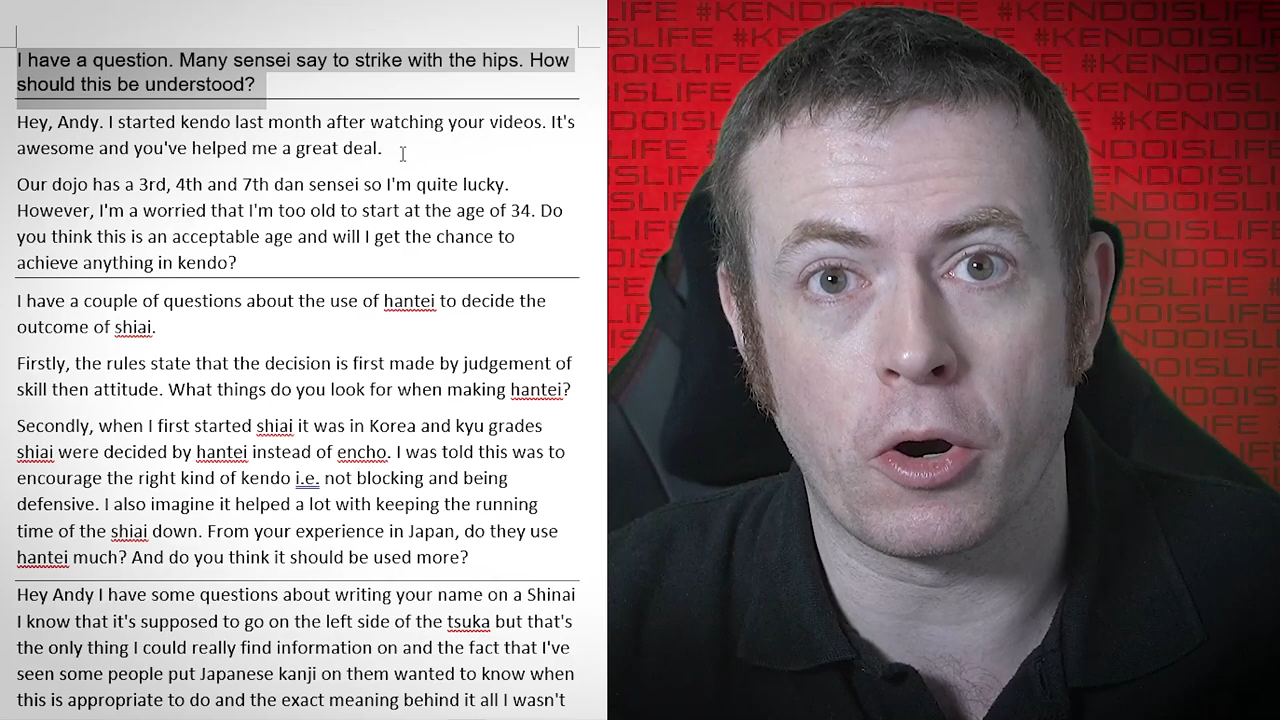 I have a question. Many sensei say to strike with the hips. How
should this be understood?
Hey, Andy. I started kendo last month after watching your videos. It's
awesome and you've helped me a great deal.
Our dojo has a 3rd, 4th and 7th dan sensei so I'm quite lucky.
However, I'm a worried that I'm too old to start at the age of 34. Do
you think this is an acceptable age and will I get the chance to
achieve anything in kendo?
I have a couple of questions about the use of hantei to decide the
outcome of shiai.
Firstly, the rules state that the decision is first made by judgement of
skill then attitude. What things do you look for when making hantei?
Secondly, when I first started shiai it was in Korea and kyu grades
shiai were decided by hantei instead of encho. I was told this was to
encourage the right kind of kendo i.e. not blocking and being
defensive. I also imagine it helped a lot with keeping the running
time of the shiai down. From your experience in Japan, do they use
hantei much? And do you think it should be used more?
Hey Andy I have some questions about writing your name on a Shinai
I know that it's supposed to go on the left side of the tsuka but that's
the only thing I could really find information on and the fact that I've
seen some people put Japanese kanji on them wanted to know when
this is appropriate to do and the exact meaning behind it all I wasn't
#KENDOISLIFE